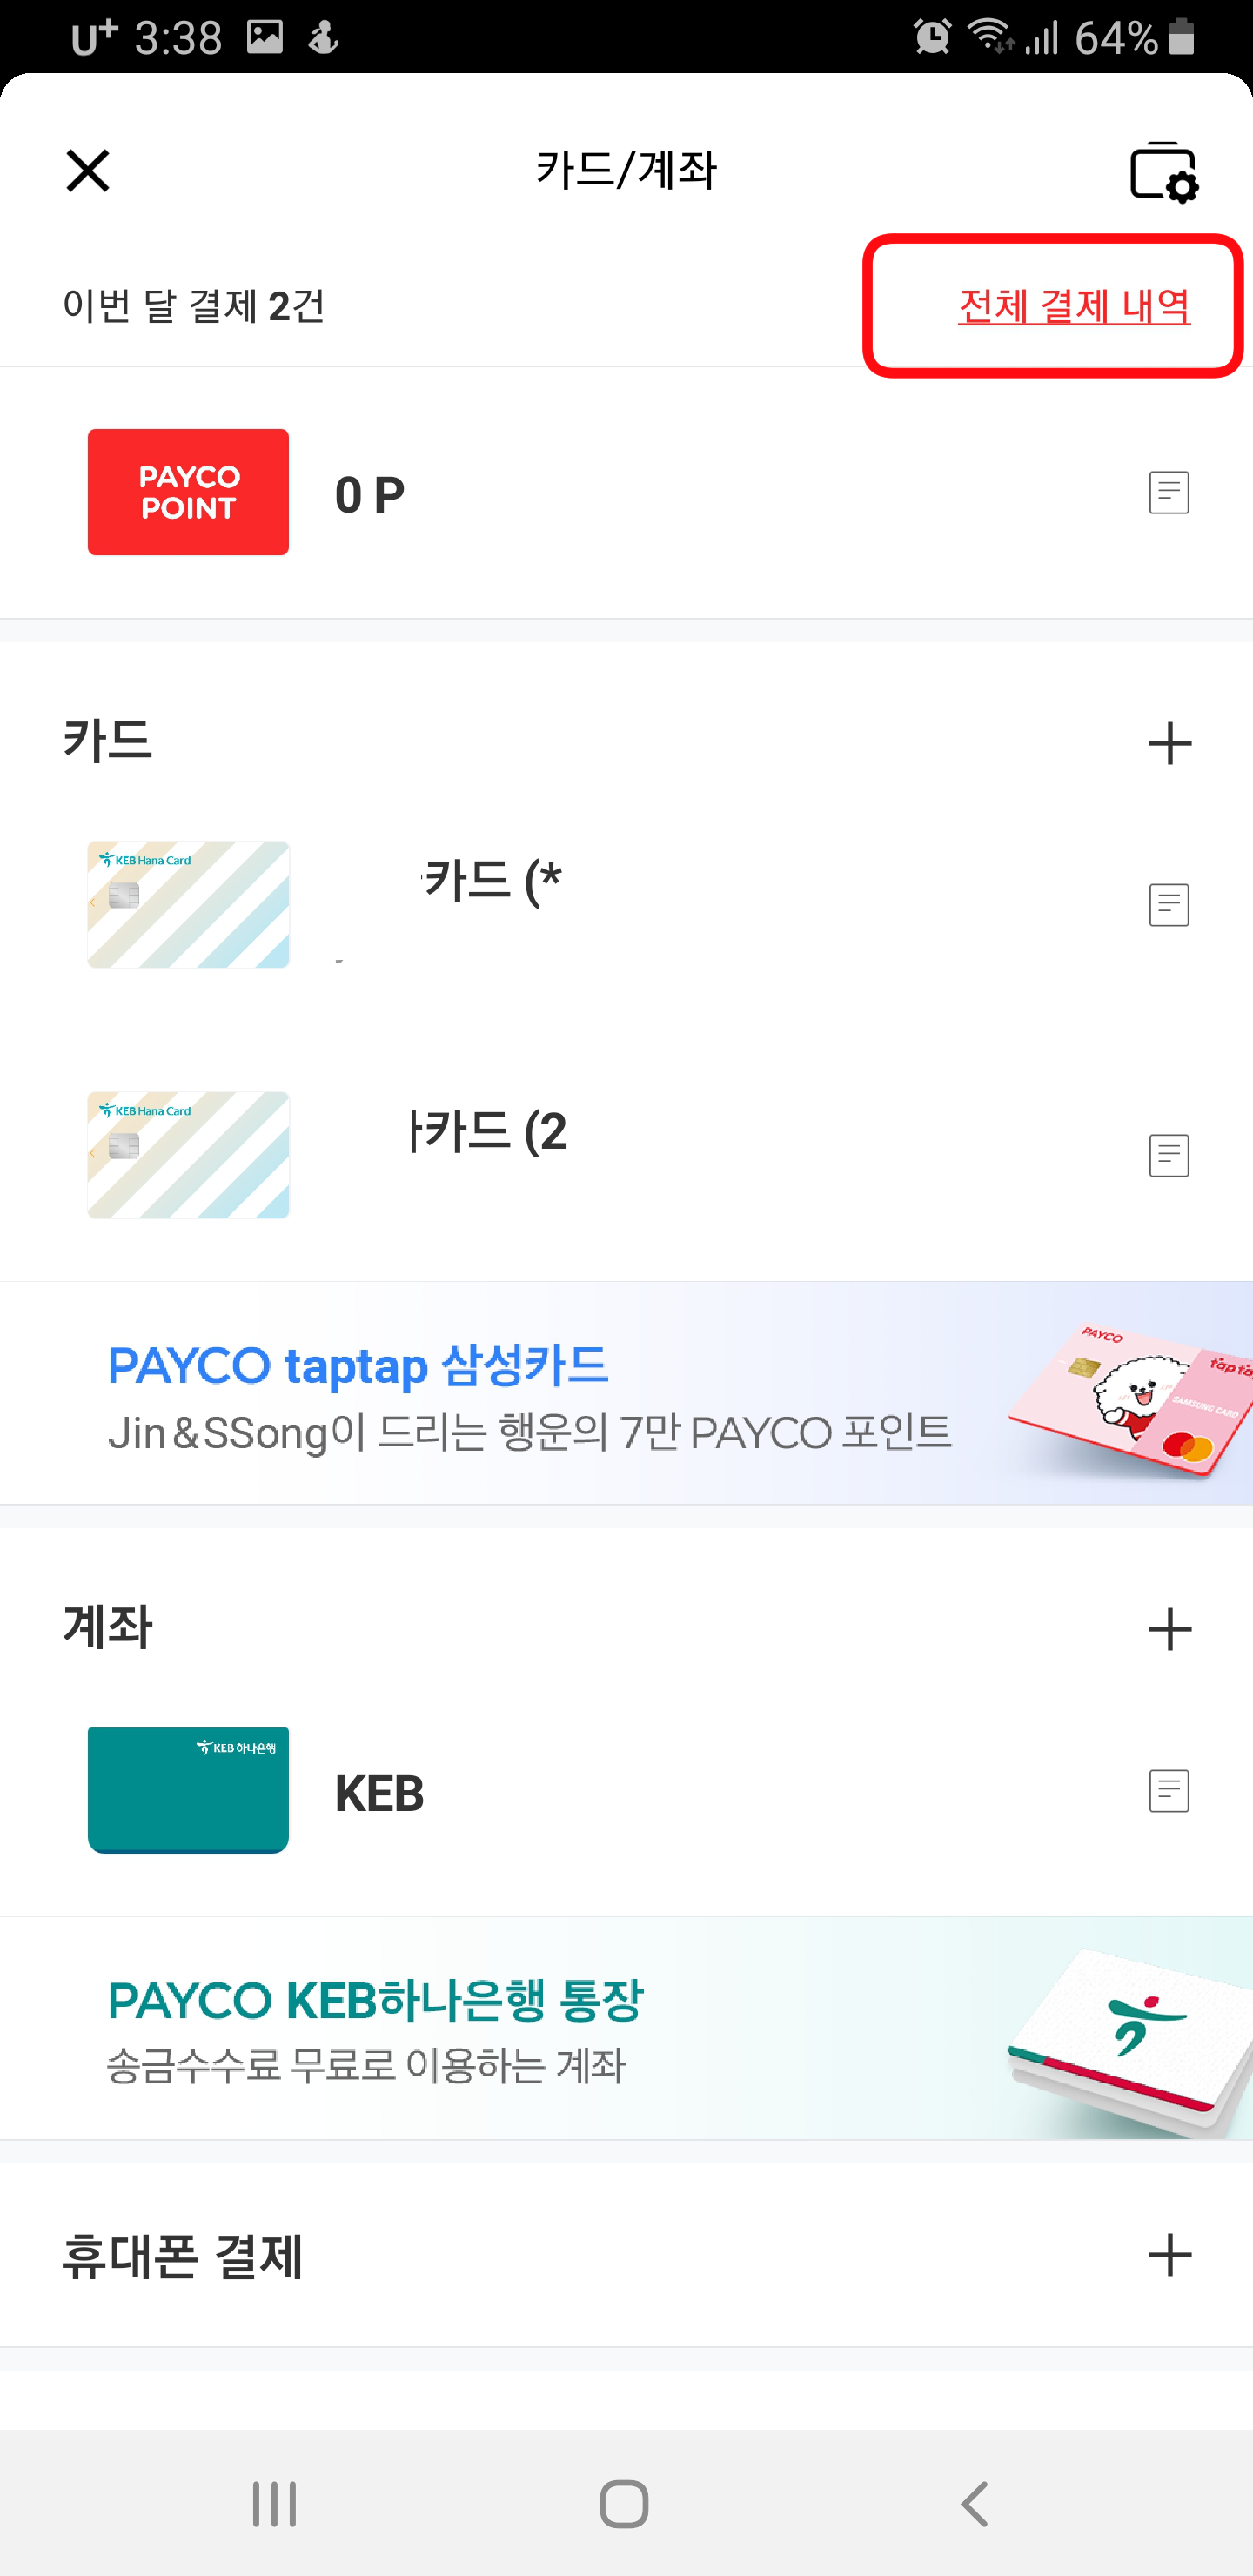 U+ 3:38 64%
카드/계좌
이번 달 결제 2건 전체 결제 내역
PAYCO
POINT
0 P
카드
KEB Hana Card
카드 (*
KEB Hana Card
카드 (2
PAYCO taptap 삼성카드
Jin&SSong이 드리는 행운의 7만 PAYCO 포인트
PAYCO
SAMSUNG CARD
계좌
KEB 하나은행
KEB
PAYCO KEB하나은행 통장
송금수수료 무료로 이용하는 계좌
휴대폰 결제